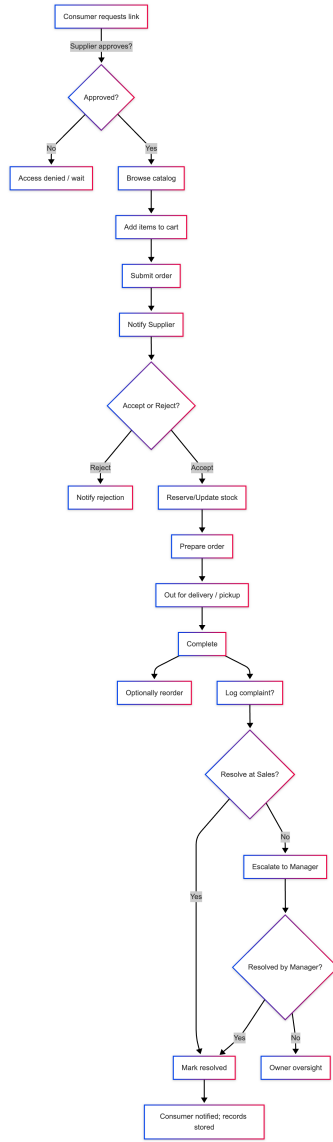 Consumer requests link
Supplier approves?
Approved?
No
Yes
Access denied / wait
Browse catalog
Add items to cart
Submit order
Notify Supplier
Accept or Reject?
Reject
Accept
Notify rejection
Reserve/Update stock
Prepare order
Out for delivery / pickup
Complete
Optionally reorder
Log complaint?
Resolve at Sales?
No
Escalate to Manager
Yes
Resolved by Manager?
Yes
No
Mark resolved
Owner oversight
Consumer notified; records
stored